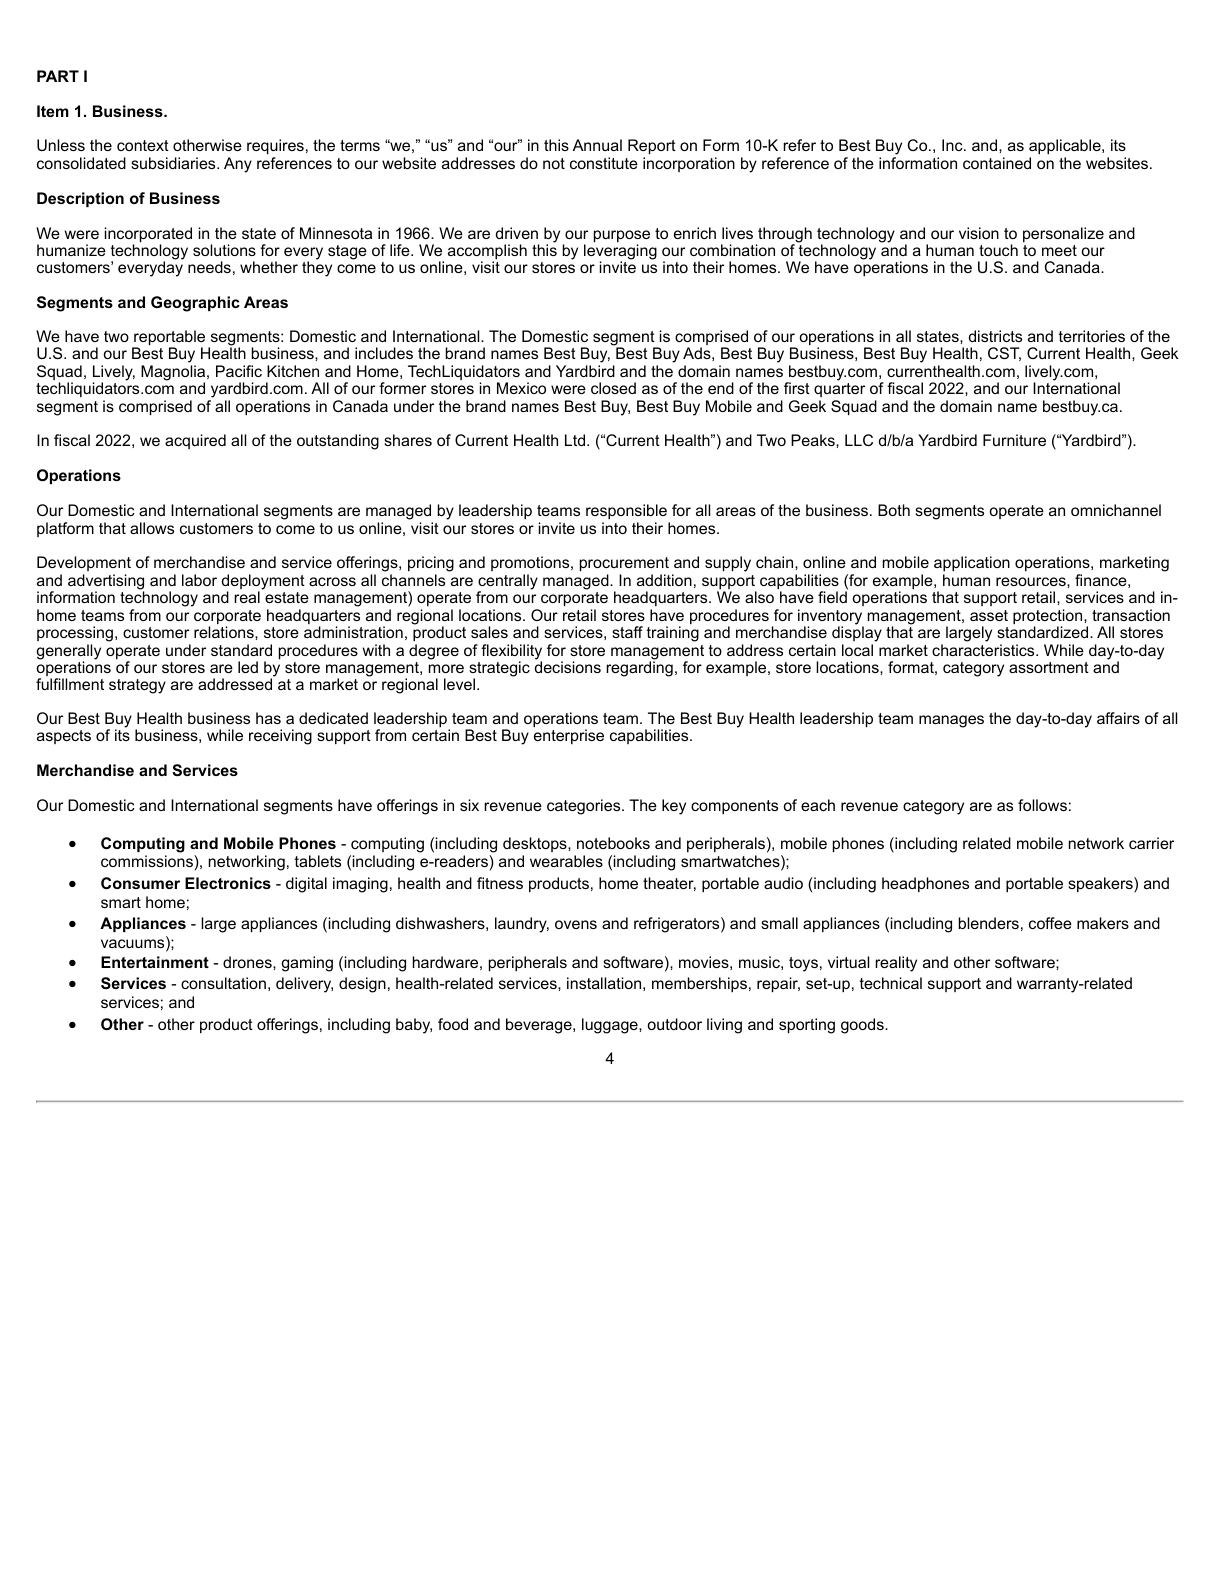 PART I
Item 1. Business.
Unless the context otherwise requires, the terms “we,” “us” and “our” in this Annual Report on Form 10-K refer to Best Buy Co., Inc. and, as applicable, its
consolidated subsidiaries. Any references to our website addresses do not constitute incorporation by reference of the information contained on the websites.
Description of Business
We were incorporated in the state of Minnesota in 1966. We are driven by our purpose to enrich lives through technology and our vision to personalize and
humanize technology solutions for every stage of life. We accomplish this by leveraging our combination of technology and a human touch to meet our
customers’ everyday needs, whether they come to us online, visit our stores or invite us into their homes. We have operations in the U.S. and Canada.
Segments and Geographic Areas
We have two reportable segments: Domestic and International. The Domestic segment is comprised of our operations in all states, districts and territories of the
U.S. and our Best Buy Health business, and includes the brand names Best Buy, Best Buy Ads, Best Buy Business, Best Buy Health, CST, Current Health, Geek
Squad, Lively, Magnolia, Pacific Kitchen and Home, TechLiquidators and Yardbird and the domain names bestbuy.com, currenthealth.com, lively.com,
techliquidators.com and yardbird.com. All of our former stores in Mexico were closed as of the end of the first quarter of fiscal 2022, and our International
segment is comprised of all operations in Canada under the brand names Best Buy, Best Buy Mobile and Geek Squad and the domain name bestbuy.ca.
In fiscal 2022, we acquired all of the outstanding shares of Current Health Ltd. (“Current Health”) and Two Peaks, LLC d/b/a Yardbird Furniture (“Yardbird”).
Operations
Our Domestic and International segments are managed by leadership teams responsible for all areas of the business. Both segments operate an omnichannel
platform that allows customers to come to us online, visit our stores or invite us into their homes.
Development of merchandise and service offerings, pricing and promotions, procurement and supply chain, online and mobile application operations, marketing
and advertising and labor deployment across all channels are centrally managed. In addition, support capabilities (for example, human resources, finance,
information technology and real estate management) operate from our corporate headquarters. We also have field operations that support retail, services and in-
home teams from our corporate headquarters and regional locations. Our retail stores have procedures for inventory management, asset protection, transaction
processing, customer relations, store administration, product sales and services, staff training and merchandise display that are largely standardized. All stores
generally operate under standard procedures with a degree of flexibility for store management to address certain local market characteristics. While day-to-day
operations of our stores are led by store management, more strategic decisions regarding, for example, store locations, format, category assortment and
fulfillment strategy are addressed at a market or regional level.
Our Best Buy Health business has a dedicated leadership team and operations team. The Best Buy Health leadership team manages the day-to-day affairs of all
aspects of its business, while receiving support from certain Best Buy enterprise capabilities.
Merchandise and Services
Our Domestic and International segments have offerings in six revenue categories. The key components of each revenue category are as follows:
• Computing and Mobile Phones - computing (including desktops, notebooks and peripherals), mobile phones (including related mobile network carrier
commissions), networking, tablets (including e-readers) and wearables (including smartwatches);
• Consumer Electronics - digital imaging, health and fitness products, home theater, portable audio (including headphones and portable speakers) and
smart home;
• Appliances - large appliances (including dishwashers, laundry, ovens and refrigerators) and small appliances (including blenders, coffee makers and
vacuums);
• Entertainment - drones, gaming (including hardware, peripherals and software), movies, music, toys, virtual reality and other software;
• Services - consultation, delivery, design, health-related services, installation, memberships, repair, set-up, technical support and warranty-related
services; and
• Other - other product offerings, including baby, food and beverage, luggage, outdoor living and sporting goods.
4